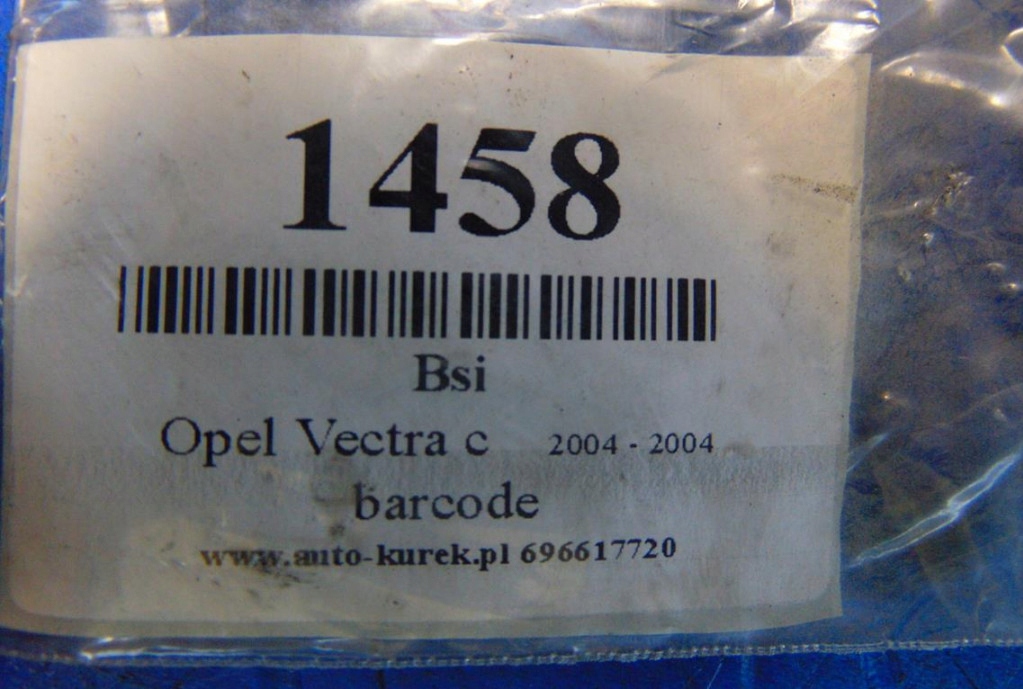 1458
Bsi
Opel Vectra c 2004 - 2004
barcode
www.auto-kurek.pl 696617720